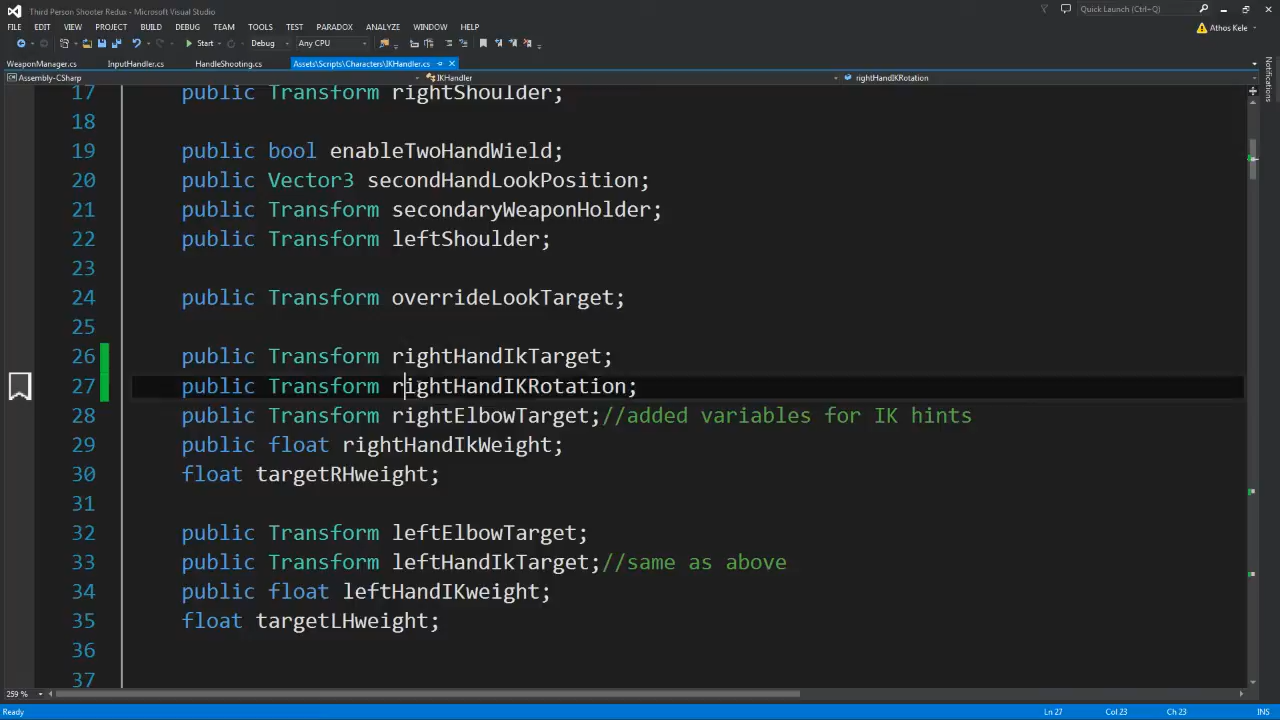 Third Person Shooter Redux - Microsoft Visual Studio
Quick Launch (Ctrl+Q)
FILE EDIT VIEW PROJECT BUILD DEBUG TEAM TOOLS TEST PARADOX ANALYZE WINDOW HELP
Athos Kele
Start Debug Any CPU
WeaponManager.cs InputHandler.cs HandleShooting.cs Assets\Scripts\Characters\IKHandler.cs
Assembly-CSharp IKHandler rightHandIKRotation
Notifications
17 public Transform rightShoulder;
18
19 public bool enableTwoHandWield;
20 public Vector3 secondHandLookPosition;
21 public Transform secondaryWeaponHolder;
22 public Transform leftShoulder;
23
24 public Transform overrideLookTarget;
25
26 public Transform rightHandIkTarget;
27 public Transform rightHandIKRotation;
28 public Transform rightElbowTarget;//added variables for IK hints
29 public float rightHandIkWeight;
30 float targetRHweight;
31
32 public Transform leftElbowTarget;
33 public Transform leftHandIkTarget;//same as above
34 public float leftHandIKweight;
35 float targetLHweight;
36
37
259 %
Ready Ln 27 Col 23 Ch 23 INS